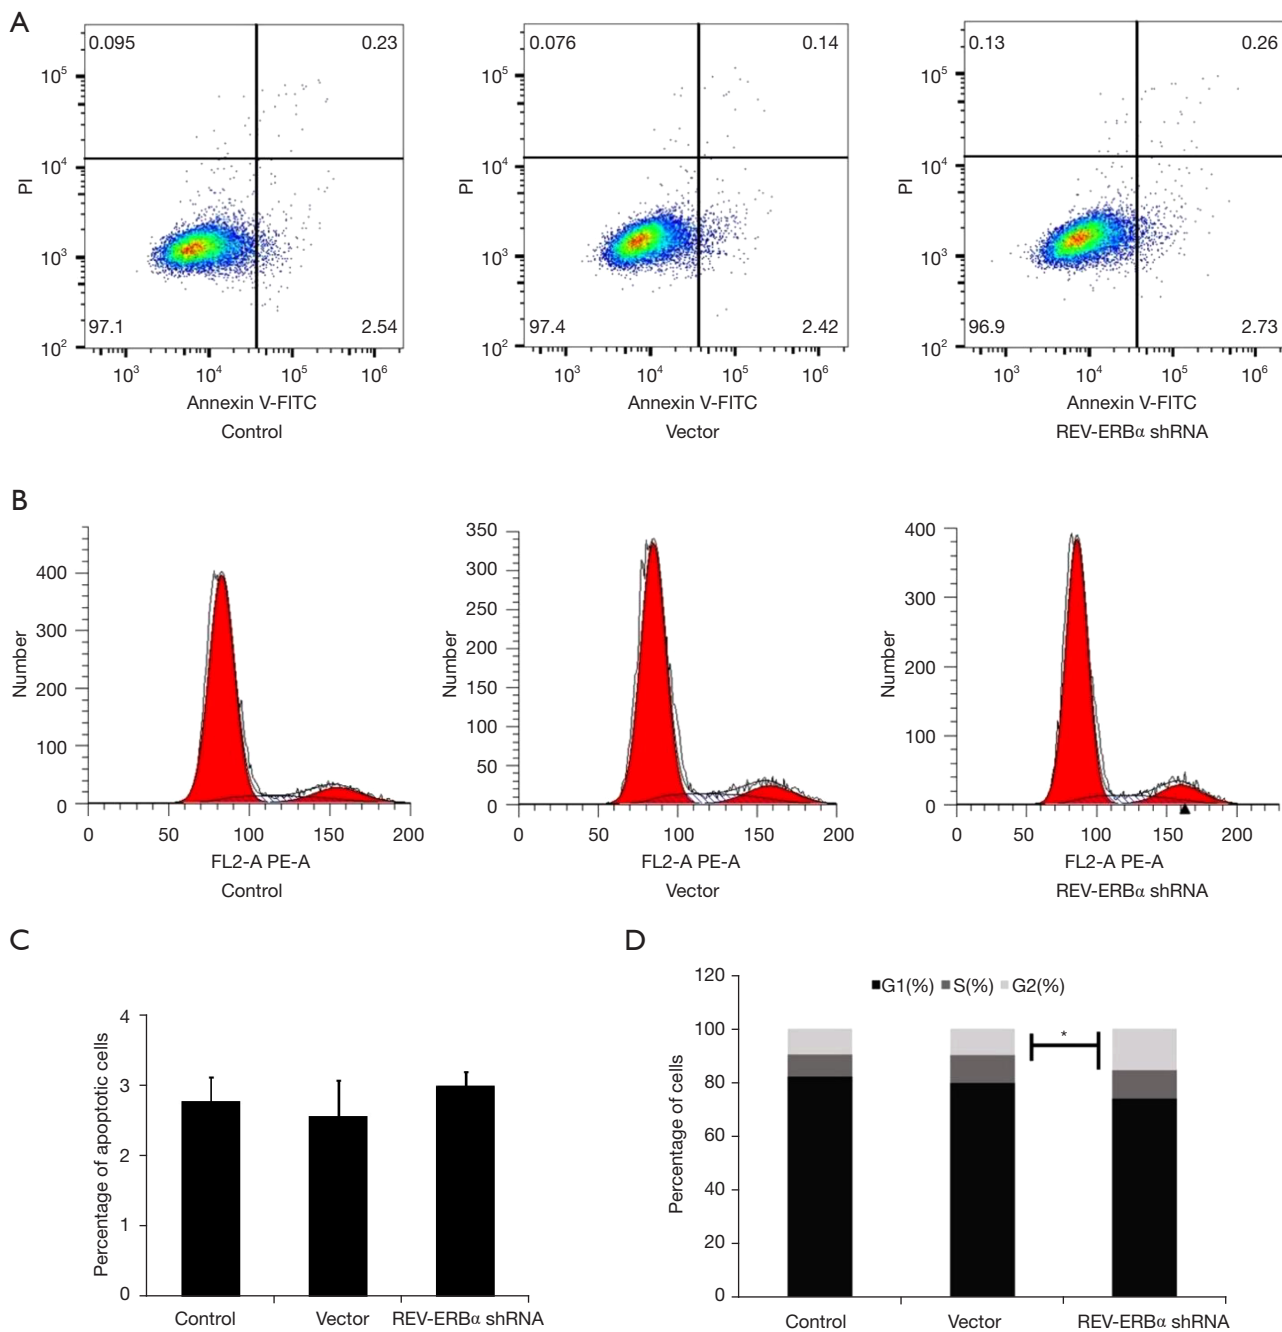 A
0.095 0.23
10⁵
10⁴
10³
10²
PI
97.1 2.54
10³ 10⁴ 10⁵ 10⁶
Annexin V-FITC
Control
0.076 0.14
10⁵
10⁴
10³
10²
PI
97.4 2.42
10³ 10⁴ 10⁵ 10⁶
Annexin V-FITC
Vector
0.13 0.26
10⁵
10⁴
10³
10²
PI
96.9 2.73
10³ 10⁴ 10⁵ 10⁶
Annexin V-FITC
REV-ERBα shRNA
B
400
300
200
100
0
Number
0 50 100 150 200
FL2-A PE-A
Control
350
300
250
200
150
100
50
0
Number
0 50 100 150 200
FL2-A PE-A
Vector
400
300
200
100
0
Number
0 50 100 150 200
FL2-A PE-A
REV-ERBα shRNA
C
4
3
2
1
0
Percentage of apoptotic cells
Control Vector REV-ERBα shRNA
D
120
100
80
60
40
20
0
Percentage of cells
G1(%) S(%) G2(%)
*
Control Vector REV-ERBα shRNA